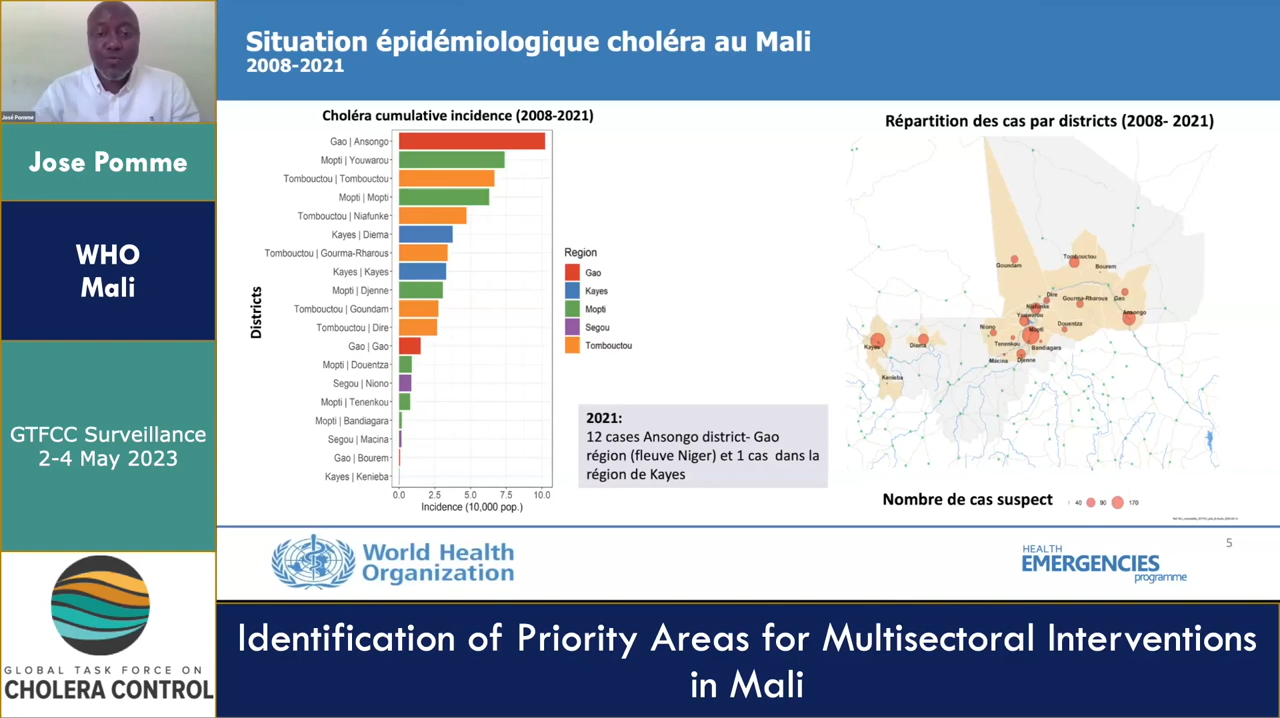 José Pomme
Jose Pomme
WHO
Mali
GTFCC Surveillance
2-4 May 2023
GLOBAL TASK FORCE ON
CHOLERA CONTROL
Situation épidémiologique choléra au Mali
2008-2021
Choléra cumulative incidence (2008-2021)
Districts
Gao | Ansongo
Mopti | Youwarou
Tombouctou | Tombouctou
Mopti | Mopti
Tombouctou | Niafunke
Kayes | Diema
Tombouctou | Gourma-Rharous
Kayes | Kayes
Mopti | Djenne
Tombouctou | Goundam
Tombouctou | Dire
Gao | Gao
Mopti | Douentza
Segou | Niono
Mopti | Tenenkou
Mopti | Bandiagara
Segou | Macina
Gao | Bourem
Kayes | Kenieba
0.0 2.5 5.0 7.5 10.0
Incidence (10,000 pop.)
Region
Gao
Kayes
Mopti
Segou
Tombouctou
2021:
12 cases Ansongo district- Gao
région (fleuve Niger) et 1 cas dans la
région de Kayes
Répartition des cas par districts (2008- 2021)
Goundam
Tombouctou
Bourem
Dire
Gourma-Rharous
Gao
Niafunke
Youwarou
Ansongo
Niono
Mopti
Douentza
Kayes
Diema
Tenenkou
Bandiagara
Macina
Djenne
Kenieba
Nombre de cas suspect
40 90 170
5
World Health
Organization
HEALTH
EMERGENCIES
programme
Identification of Priority Areas for Multisectoral Interventions
in Mali